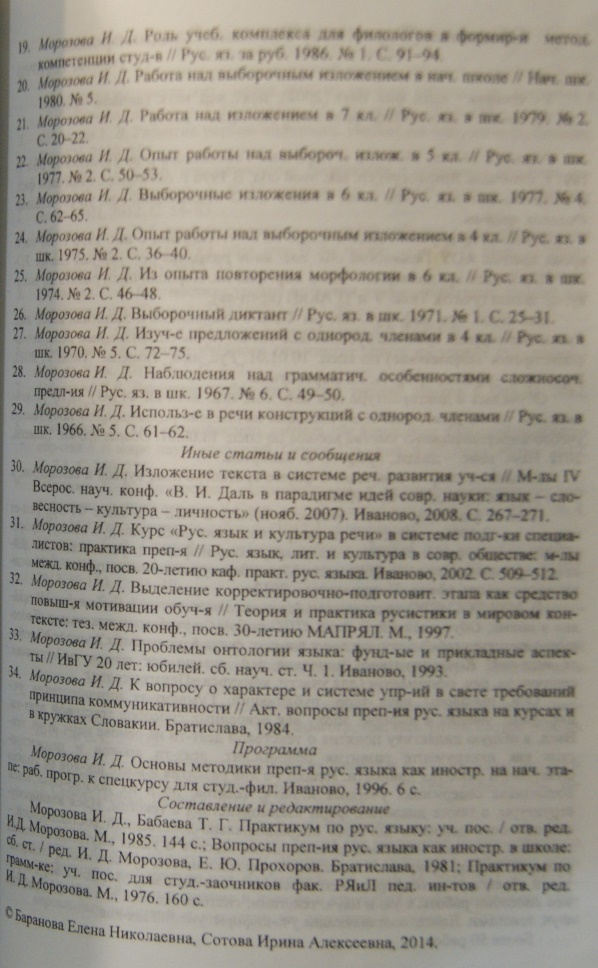 19. Морозова И. Д. Роль учеб. комплекса для филологов в формир-и метод.
компетенции студ-в // Рус. яз. за руб. 1986. № 1. С. 91–94.
20. Морозова И. Д. Работа над выборочным изложением в нач. школе // Нач. шк.
1980. № 5.
21. Морозова И. Д. Работа над изложением в 7 кл. // Рус. яз. в шк. 1979. № 2.
С. 20–22.
22. Морозова И. Д. Опыт работы над выбороч. излож. в 5 кл. // Рус. яз. в шк.
1977. № 2. С. 50–53.
23. Морозова И. Д. Выборочные изложения в 6 кл. // Рус. яз. в шк. 1977. № 4.
С. 62–65.
24. Морозова И. Д. Опыт работы над выборочным изложением в 4 кл. // Рус. яз. в
шк. 1975. № 2. С. 36–40.
25. Морозова И. Д. Из опыта повторения морфологии в 6 кл. // Рус. яз. в шк.
1974. № 2. С. 46–48.
26. Морозова И. Д. Выборочный диктант // Рус. яз. в шк. 1971. № 1. С. 25–31.
27. Морозова И. Д. Изуч-е предложений с однород. членами в 4 кл. // Рус. яз. в
шк. 1970. № 5. С. 72–75.
28. Морозова И. Д. Наблюдения над грамматич. особенностями сложносоч.
предл-ия // Рус. яз. в шк. 1967. № 6. С. 49–50.
29. Морозова И. Д. Использ-е в речи конструкций с однород. членами // Рус. яз. в
шк. 1966. № 5. С. 61–62.
Иные статьи и сообщения
30. Морозова И. Д. Изложение текста в системе реч. развития уч-ся // М-лы IV
Всерос. науч. конф. «В. И. Даль в парадигме идей совр. науки: язык – сло-
весность – культура – личность» (нояб. 2007). Иваново, 2008. С. 267–271.
31. Морозова И. Д. Курс «Рус. язык и культура речи» в системе подг-ки специа-
листов: практика преп-я // Рус. язык, лит. и культура в совр. обществе: м-лы
межд. конф., посв. 20-летию каф. практ. рус. языка. Иваново, 2002. С. 509–512.
32. Морозова И. Д. Выделение корректировочно-подготовит. этапа как средство
повыш-я мотивации обуч-я // Теория и практика русистики в мировом кон-
тексте: тез. межд. конф., посв. 30-летию МАПРЯЛ. М., 1997.
33. Морозова И. Д. Проблемы онтологии языка: фунд-ые и прикладные аспек-
ты // ИвГУ 20 лет: юбилей. сб. науч. ст. Ч. 1. Иваново, 1993.
34. Морозова И. Д. К вопросу о характере и системе упр-ий в свете требований
принципа коммуникативности // Акт. вопросы преп-ия рус. языка на курсах и
в кружках Словакии. Братислава, 1984.
Программа
Морозова И. Д. Основы методики преп-я рус. языка как иностр. на нач. эта-
пе: раб. прогр. к спецкурсу для студ.-фил. Иваново, 1996. 6 с.
Составление и редактирование
Морозова И. Д., Бабаева Т. Г. Практикум по рус. языку: уч. пос. / отв. ред.
И.Д. Морозова. М., 1985. 144 с.; Вопросы преп-ия рус. языка как иностр. в школе:
сб. ст. / ред. И. Д. Морозова, Е. Ю. Прохоров. Братислава, 1981; Практикум по
грамм-ке: уч. пос. для студ.-заочников фак. РЯиЛ пед. ин-тов / отв. ред.
И. Д. Морозова. М., 1976. 160 с.
© Баранова Елена Николаевна, Сотова Ирина Алексеевна, 2014.